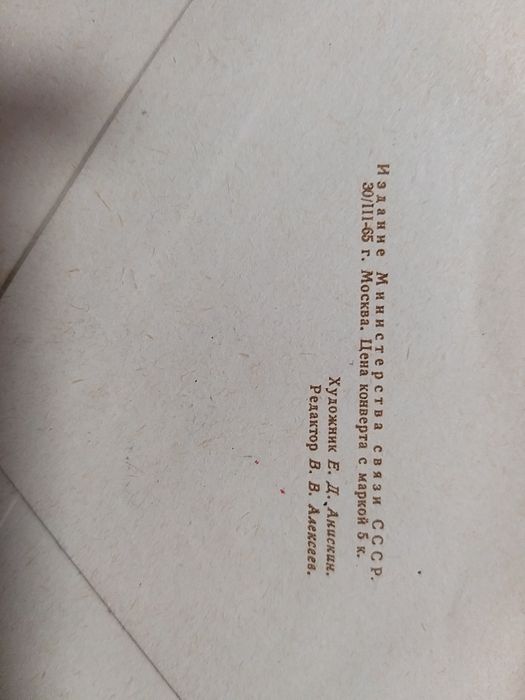 Издание Министерства связи СССР.
30/III-65 г. Москва. Цена конверта с маркой 5 к.
Художник Е. Д. Анискин.
Редактор В. В. Алексеев.